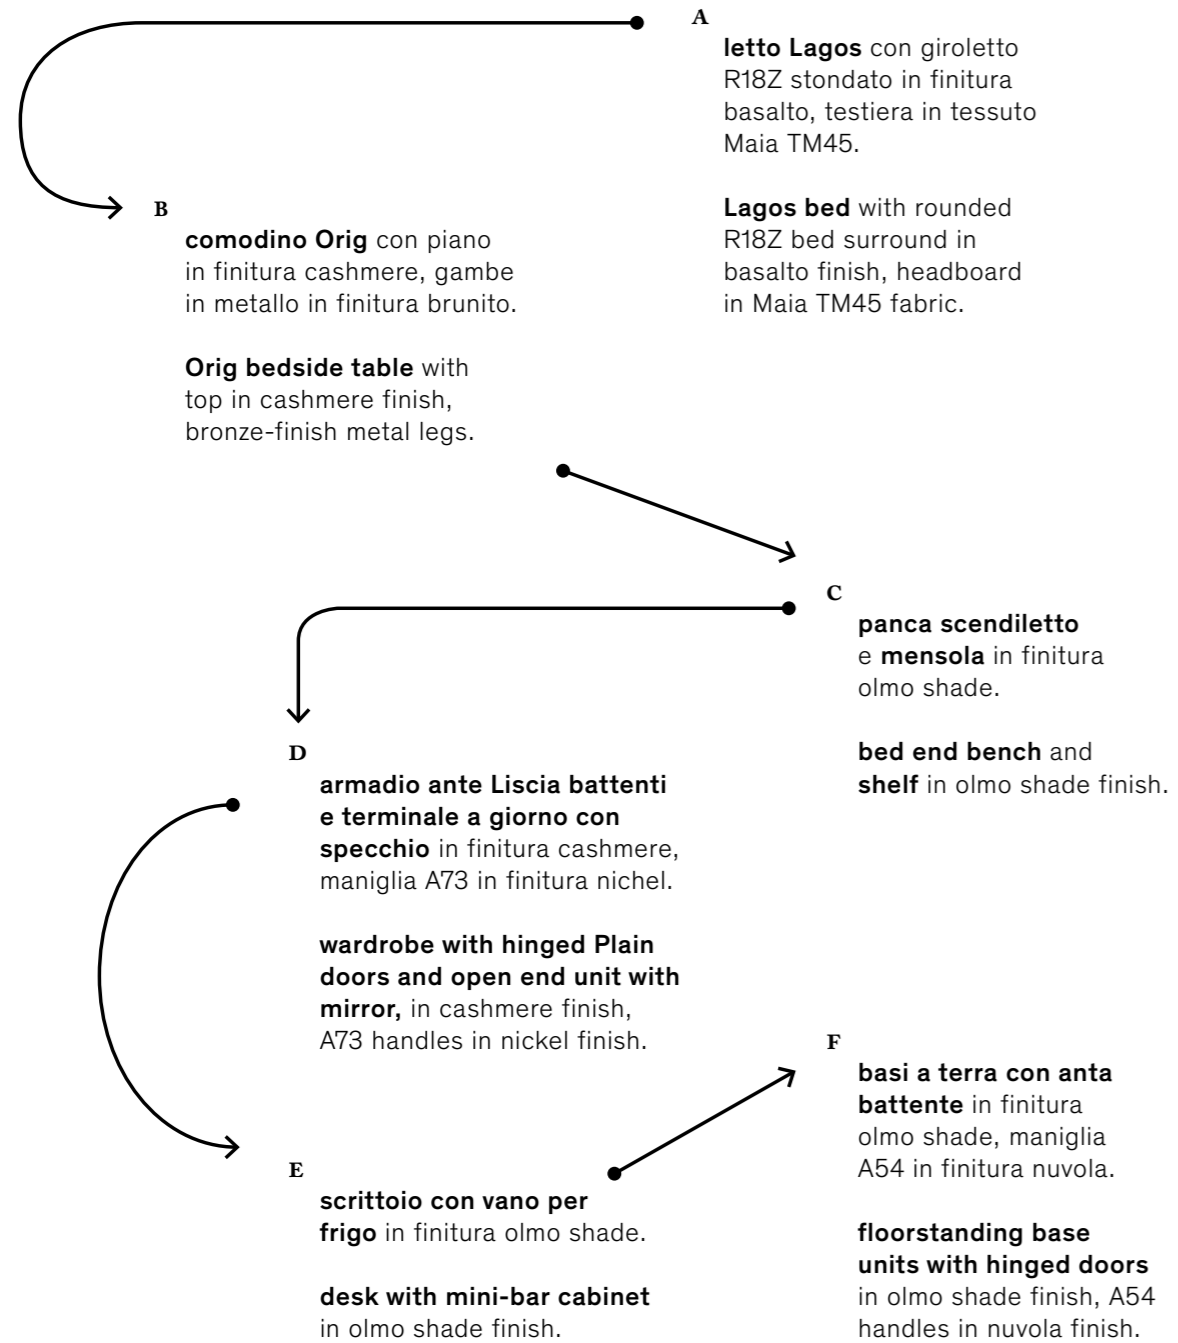 A
letto Lagos con giroletto
R18Z stondato in finitura
basalto, testiera in tessuto
Maia TM45.
Lagos bed with rounded
R18Z bed surround in
basalto finish, headboard
in Maia TM45 fabric.
B
comodino Orig con piano
in finitura cashmere, gambe
in metallo in finitura brunito.
Orig bedside table with
top in cashmere finish,
bronze-finish metal legs.
C
panca scendiletto
e mensola in finitura
olmo shade.
bed end bench and
shelf in olmo shade finish.
D
armadio ante Liscia battenti
e terminale a giorno con
specchio in finitura cashmere,
maniglia A73 in finitura nichel.
wardrobe with hinged Plain
doors and open end unit with
mirror, in cashmere finish,
A73 handles in nickel finish.
E
scrittoio con vano per
frigo in finitura olmo shade.
desk with mini-bar cabinet
in olmo shade finish.
F
basi a terra con anta
battente in finitura
olmo shade, maniglia
A54 in finitura nuvola.
floorstanding base
units with hinged doors
in olmo shade finish, A54
handles in nuvola finish.